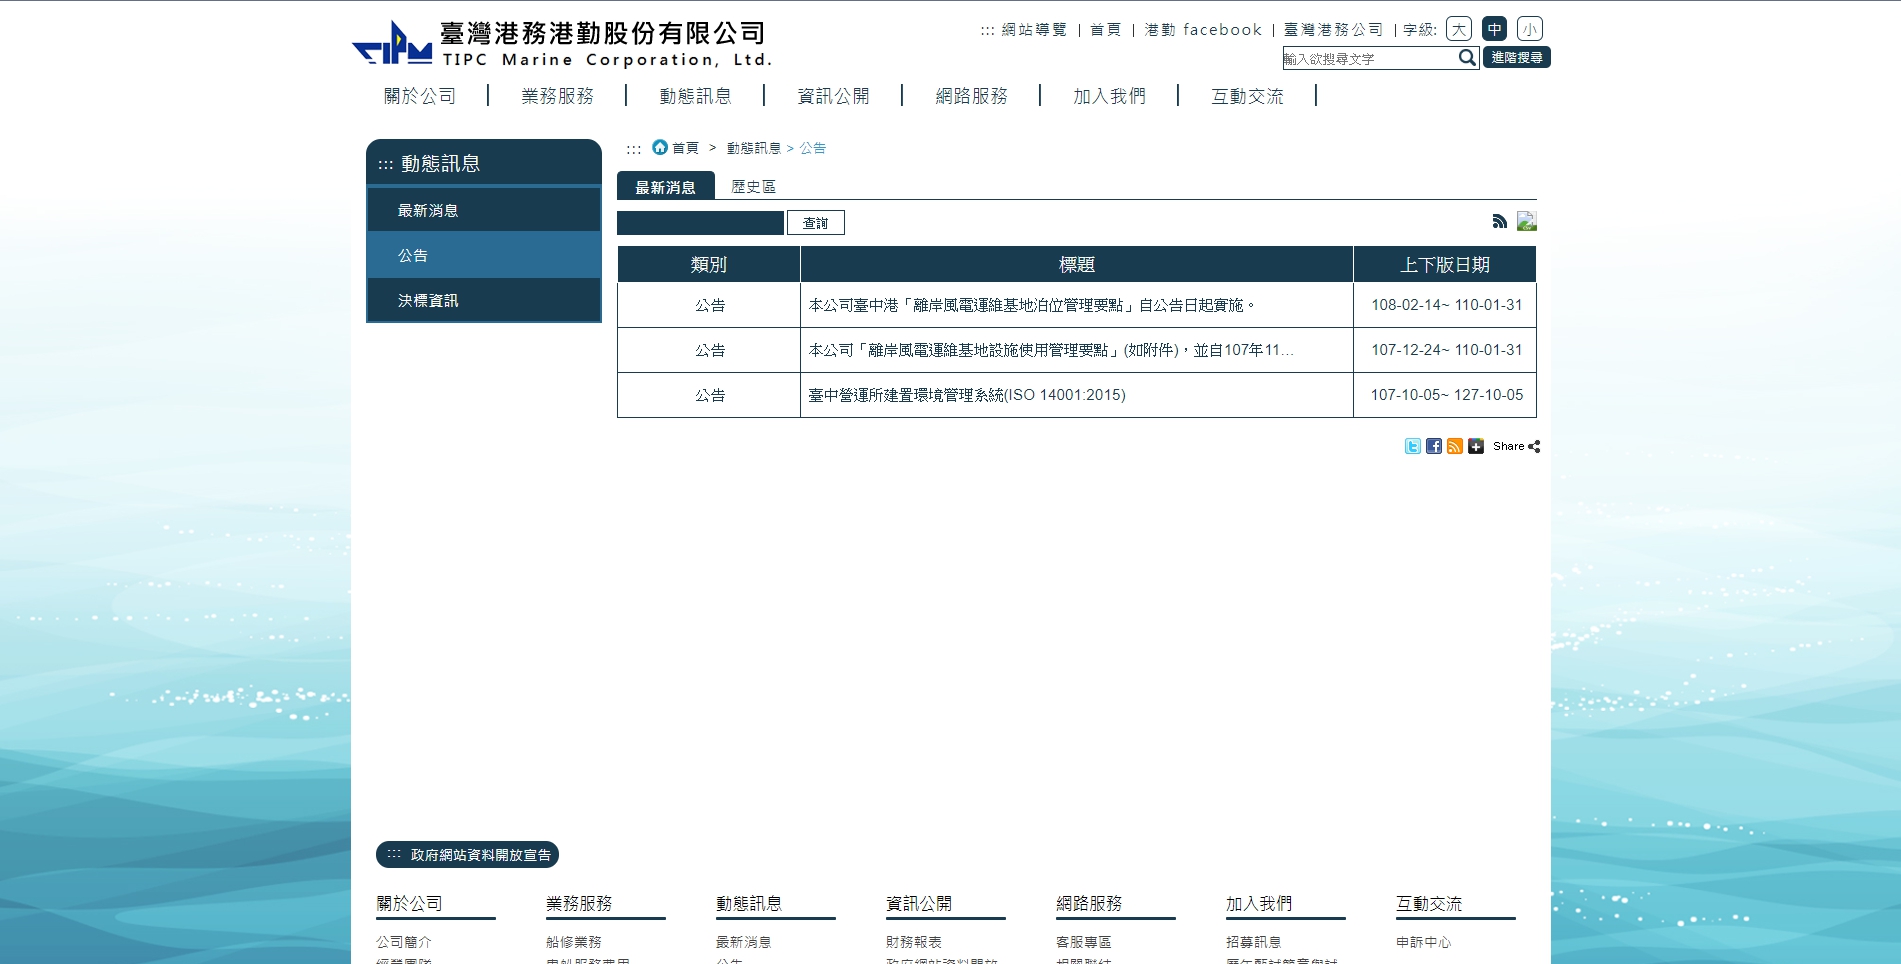 臺灣港務港勤股份有限公司
TIPC Marine Corporation, Ltd.
::: 網站導覽 | 首頁 | 港勤 facebook | 臺灣港務公司 | 字級: 大 中 小
輸入欲搜尋文字 進階搜尋
關於公司 | 業務服務 | 動態訊息 | 資訊公開 | 網路服務 | 加入我們 | 互動交流 |
::: 動態訊息
最新消息
公告
決標資訊
::: 首頁 > 動態訊息 > 公告
最新消息 歷史區
查詢
類別 標題 上下版日期
公告 本公司臺中港「離岸風電運維基地泊位管理要點」自公告日起實施。 108-02-14~ 110-01-31
公告 本公司「離岸風電運維基地設施使用管理要點」(如附件)，並自107年11... 107-12-24~ 110-01-31
公告 臺中營運所建置環境管理系統(ISO 14001:2015) 107-10-05~ 127-10-05
Share
::: 政府網站資料開放宣告
關於公司 業務服務 動態訊息 資訊公開 網路服務 加入我們 互動交流
公司簡介 船修業務 最新消息 財務報表 客服專區 招募訊息 申訴中心